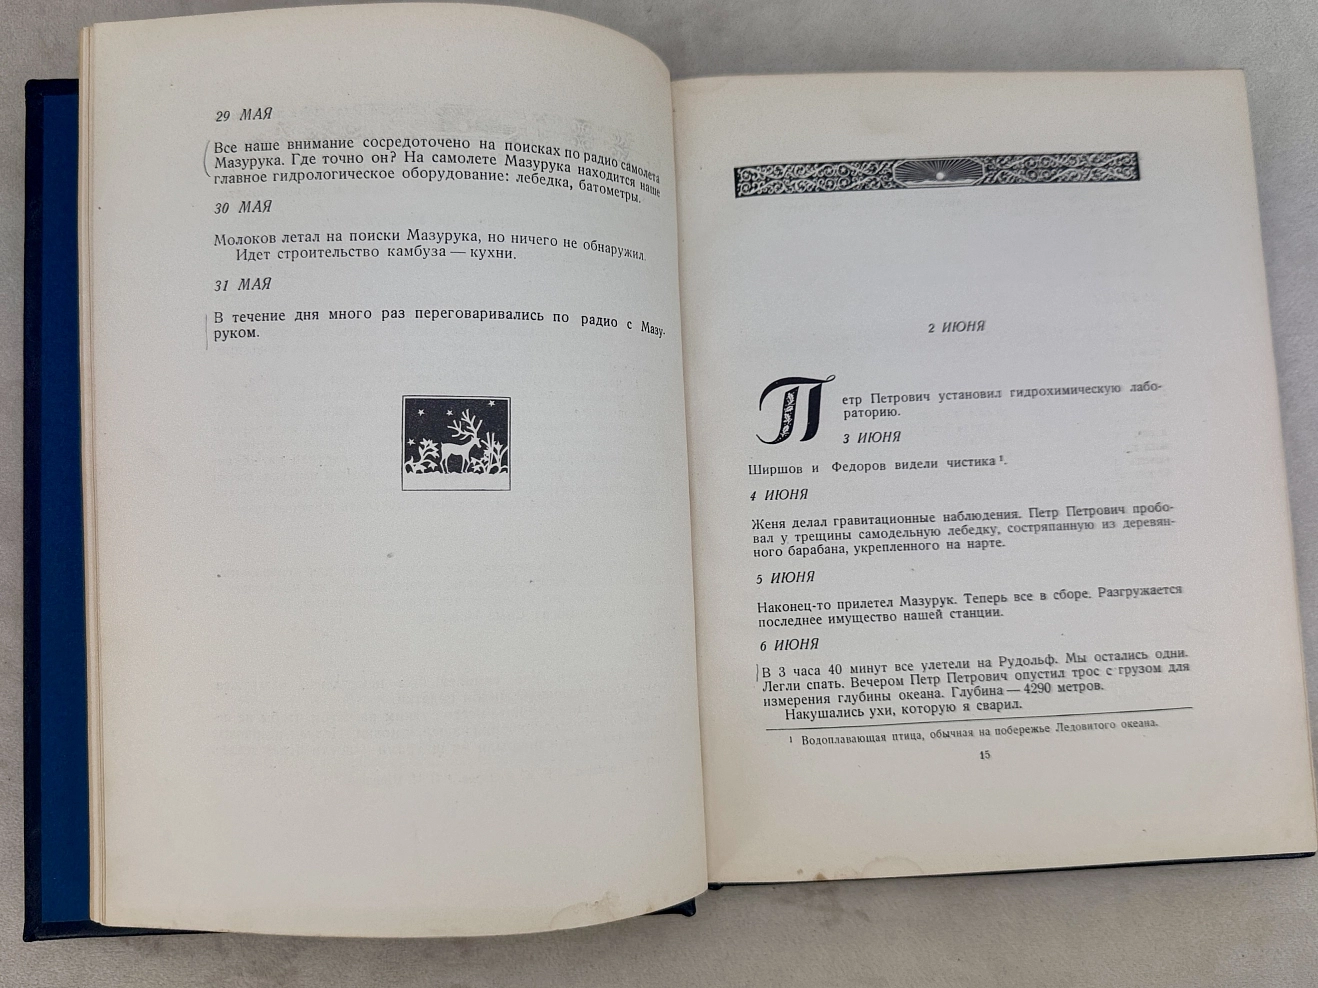 29 МАЯ
Все наше внимание сосредоточено на поисках по радио самолета
Мазурука. Где точно он? На самолете Мазурука находится наше
главное гидрологическое оборудование: лебедка, батометры.
30 МАЯ
Молоков летал на поиски Мазурука, но ничего не обнаружил.
Идет строительство камбуза — кухни.
31 МАЯ
В течение дня много раз переговаривались по радио с Мазу-
руком.
2 ИЮНЯ
Петр Петрович установил гидрохимическую лабо-
раторию.
3 ИЮНЯ
Ширшов и Федоров видели чистика ¹.
4 ИЮНЯ
Женя делал гравитационные наблюдения. Петр Петрович пробо-
вал у трещины самодельную лебедку, состряпанную из деревян-
ного барабана, укрепленного на нарте.
5 ИЮНЯ
Наконец-то прилетел Мазурук. Теперь все в сборе. Разгружается
последнее имущество нашей станции.
6 ИЮНЯ
В 3 часа 40 минут все улетели на Рудольф. Мы остались одни.
Легли спать. Вечером Петр Петрович опустил трос с грузом для
измерения глубины океана. Глубина — 4290 метров.
Накушались ухи, которую я сварил.
¹ Водоплавающая птица, обычная на побережье Ледовитого океана.
15